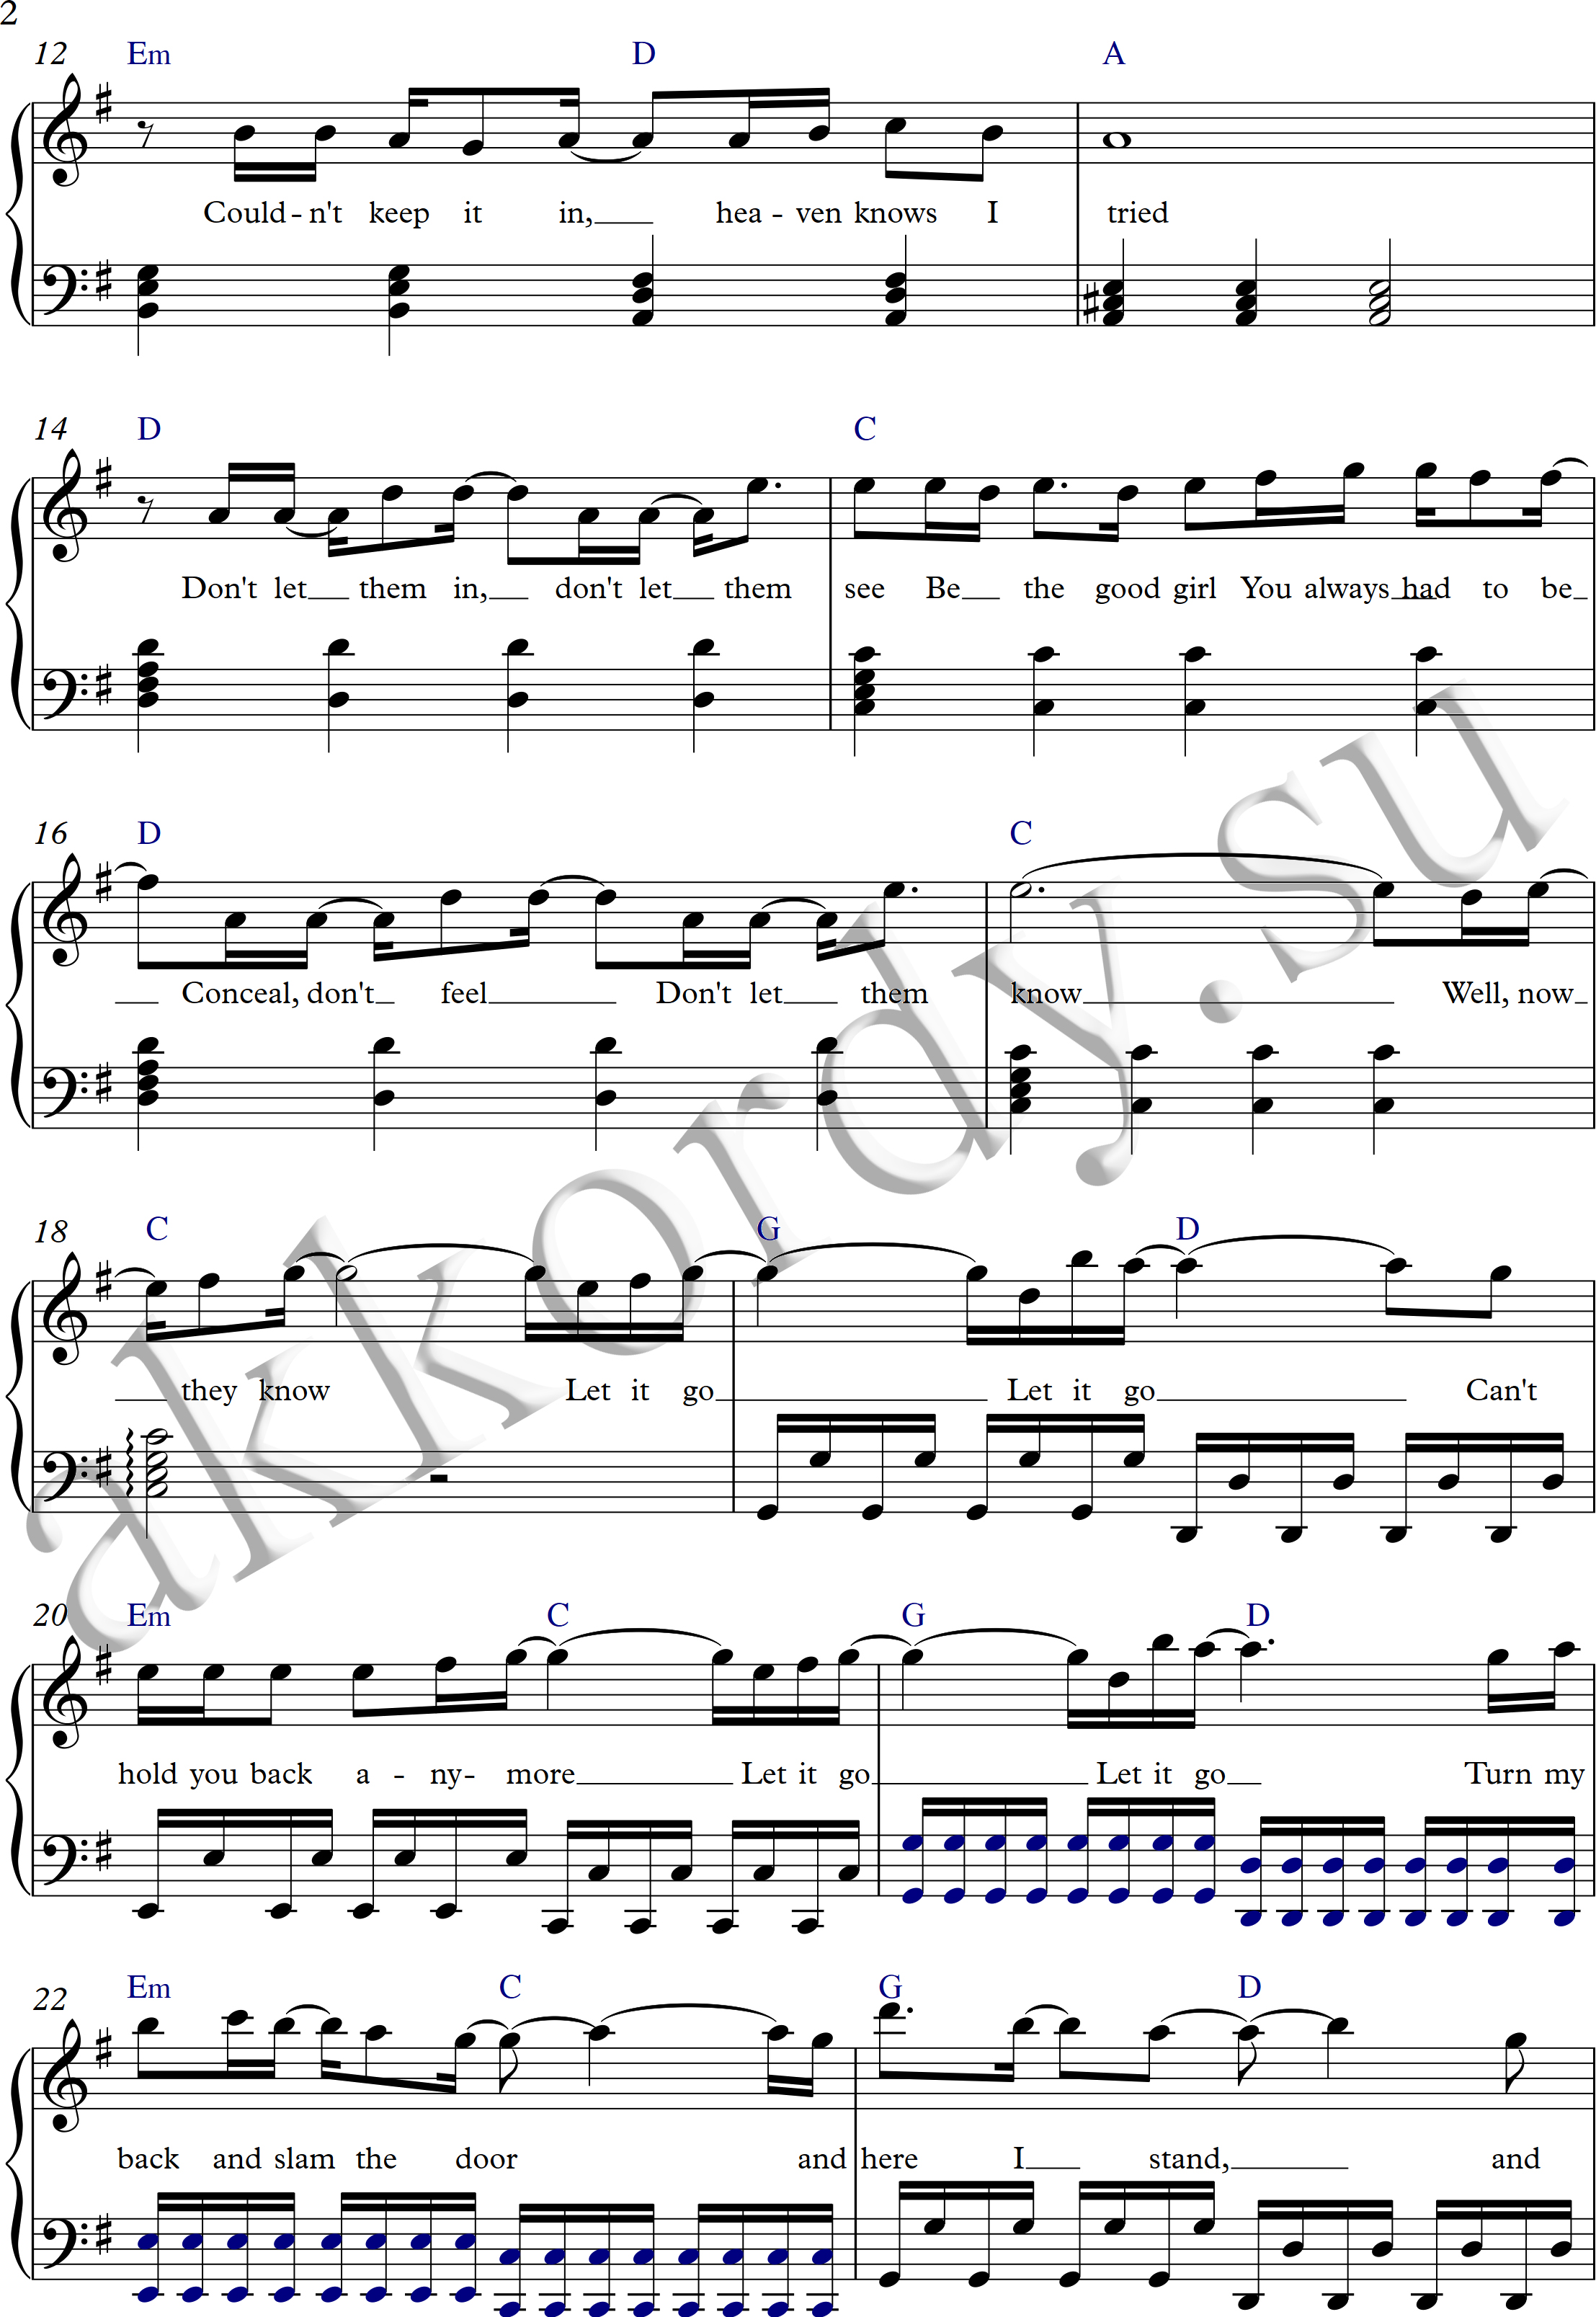 2
12 Em D A
Could - n't keep it in, hea - ven knows I tried
14 D C
Don't let them in, don't let them see Be the good girl You always had to be
16 D C
Conceal, don't feel Don't let them know Well, now
18 C G D
they know Let it go Let it go Can't
20 Em C G D
hold you back a - ny- more Let it go Let it go Turn my
22 Em C G D
back and slam the door and here I stand, and
akkordy.su